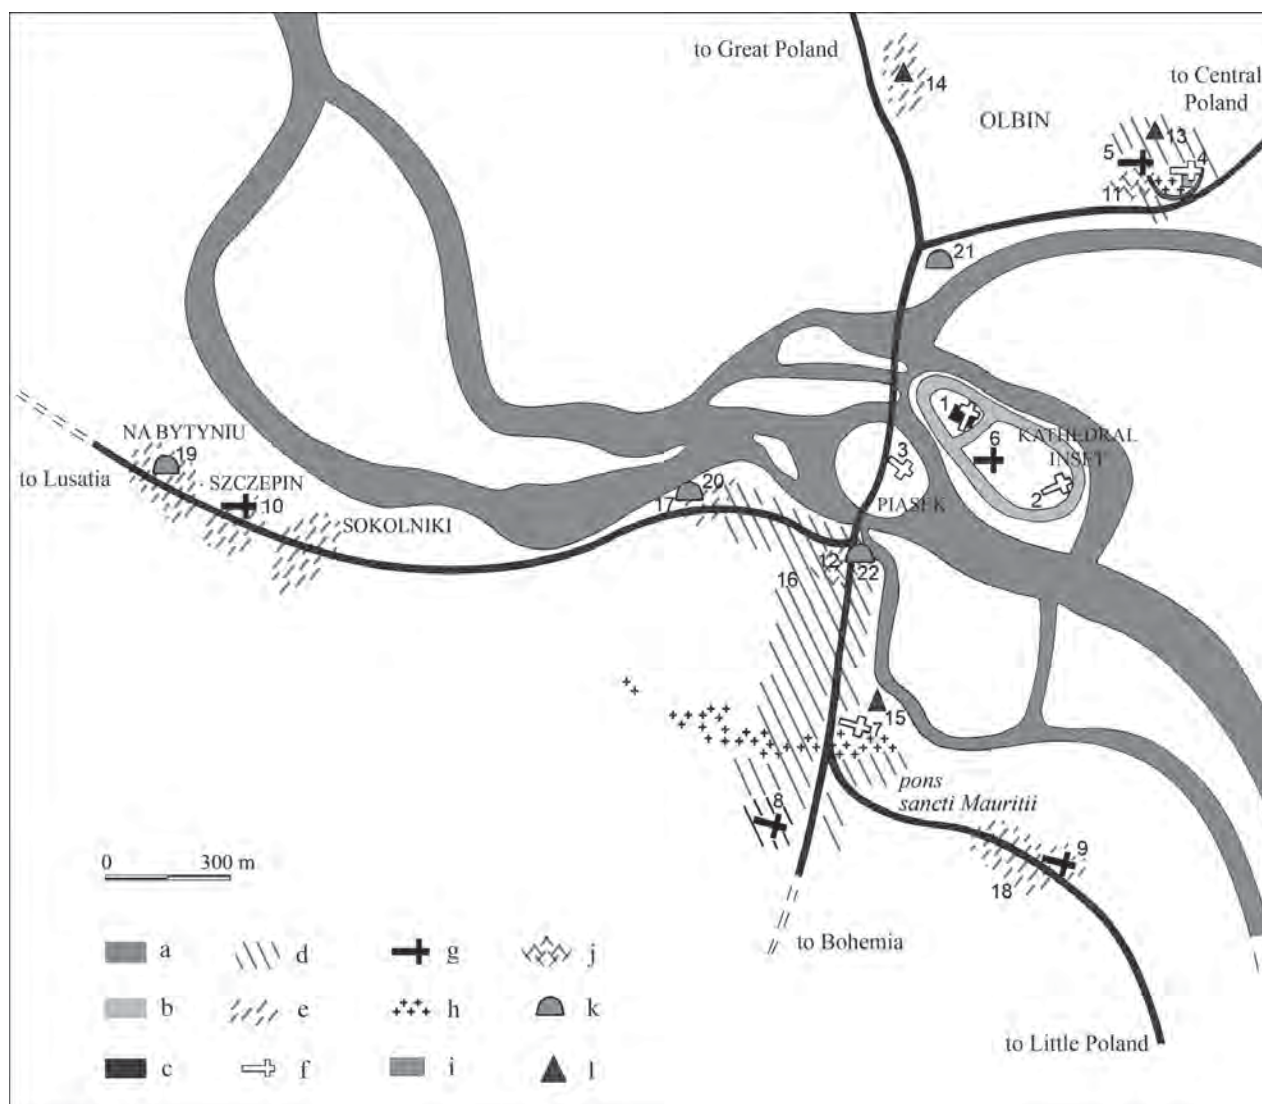 to Great Poland
14
to Central
Poland
OLBIN
13
5
4
11
21
1
6
KATHEDRAL
INSET
NA BYTYNIU
19
3
to Lusatia
SZCZEPIN
10
20
17
2
PIASEK
SOKOLNIKI
12
22
16
15
7
pons
sancti Mauritii
8
9
18
0 300 m
to Bohemia
a d g j
b e h k
c f i l
to Little Poland